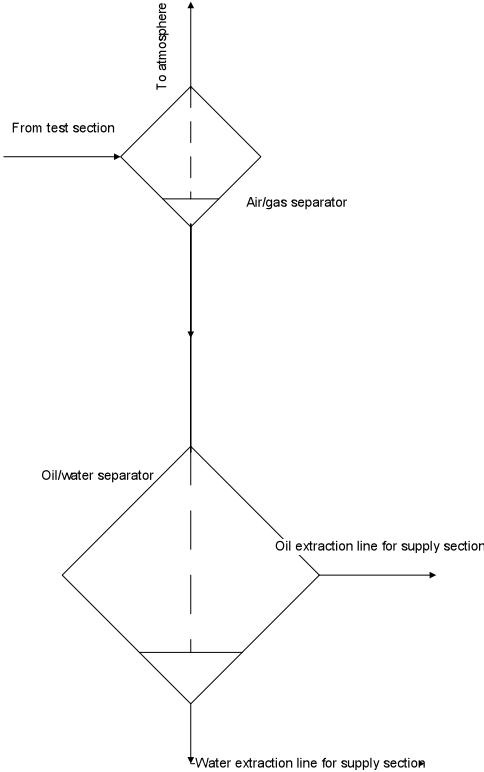 To atmosphere
From test section
Air/gas separator
Oil/water separator
Oil extraction line for supply section
Water extraction line for supply section